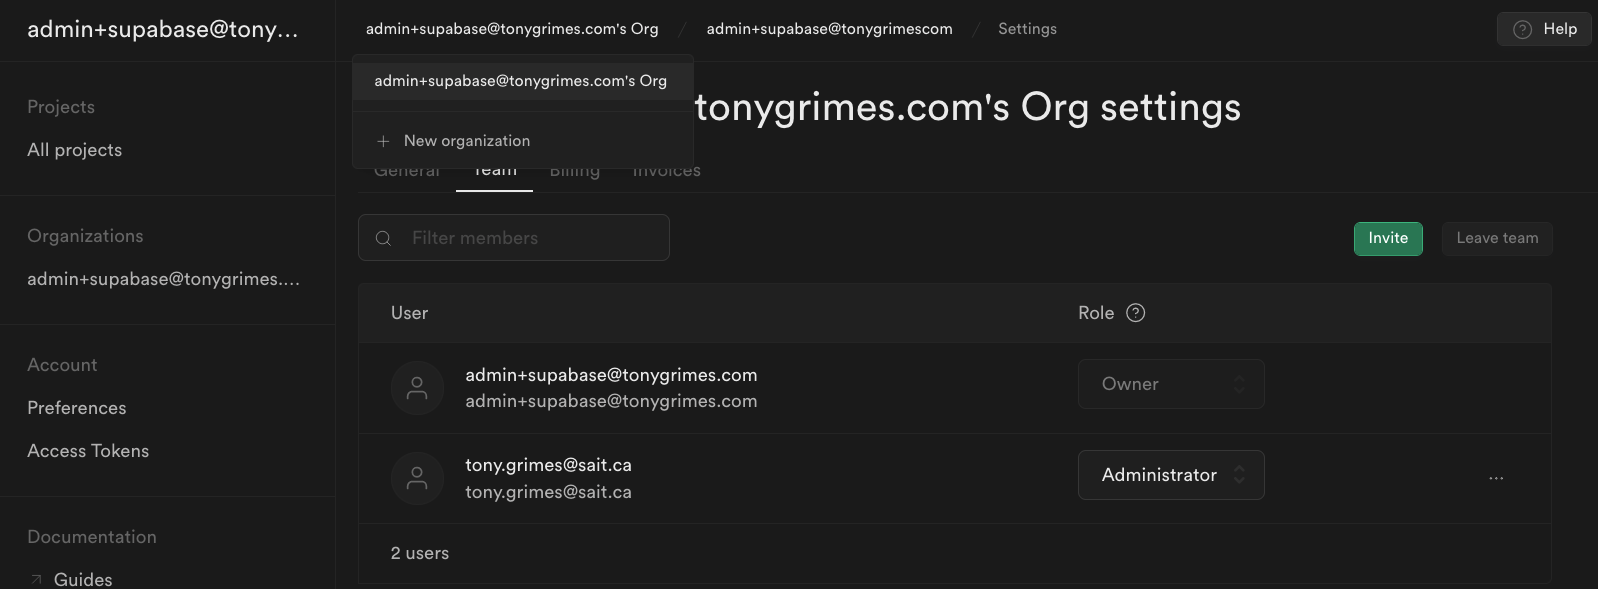 admin+supabase@tony...
admin+supabase@tonygrimes.com's Org / admin+supabase@tonygrimescom / Settings
Help
admin+supabase@tonygrimes.com's Org
+ New organization
tonygrimes.com's Org settings
General Team Billing Invoices
Projects
All projects
Organizations
admin+supabase@tonygrimes....
Account
Preferences
Access Tokens
Documentation
Guides
Filter members
Invite
Leave team
User Role
admin+supabase@tonygrimes.com
admin+supabase@tonygrimes.com
Owner
tony.grimes@sait.ca
tony.grimes@sait.ca
Administrator
...
2 users